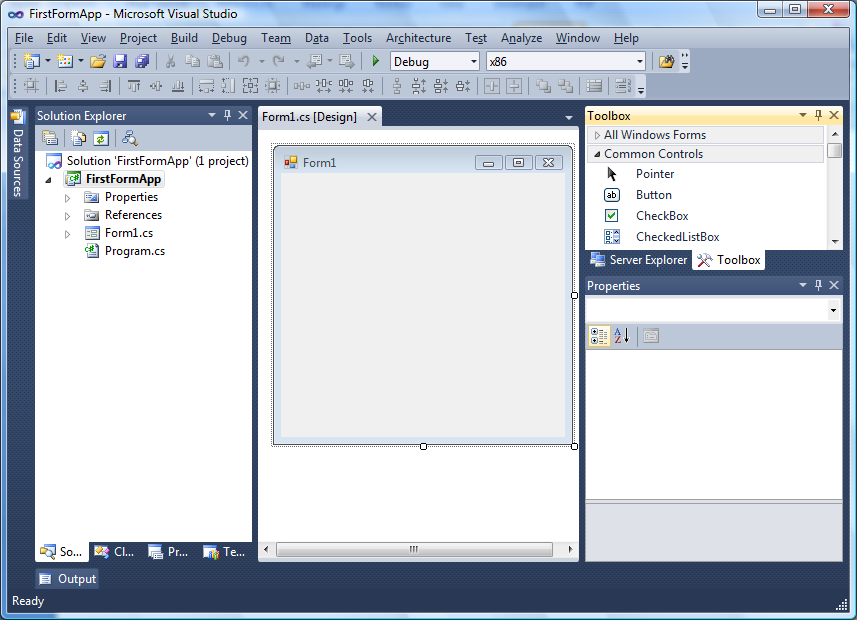 FirstFormApp - Microsoft Visual Studio
File Edit View Project Build Debug Team Data Tools Architecture Test Analyze Window Help
Debug x86
Data Sources
Solution Explorer
Solution 'FirstFormApp' (1 project)
FirstFormApp
Properties
References
Form1.cs
Program.cs
So... Cl... Pr... Te...
Form1.cs [Design]
Form1
Toolbox
All Windows Forms
Common Controls
Pointer
ab Button
CheckBox
CheckedListBox
Server Explorer Toolbox
Properties
A Z
Output
Ready